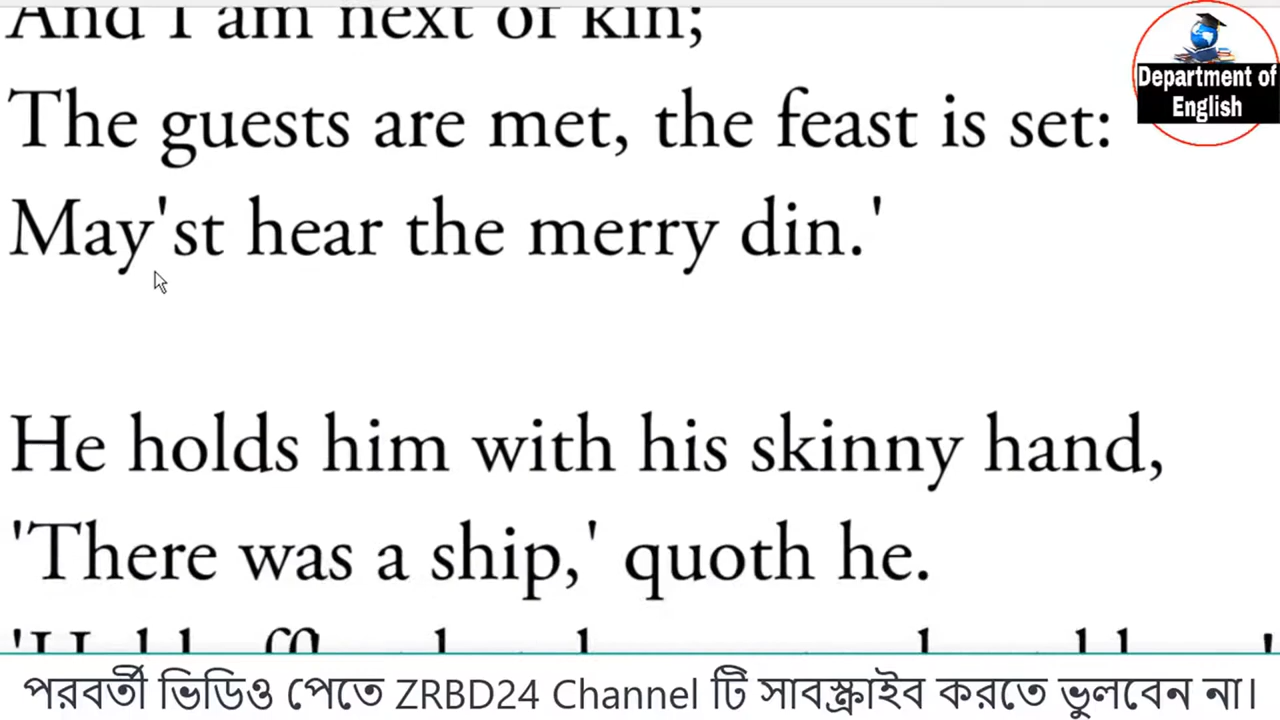 And I am next of kin;
The guests are met, the feast is set:
May'st hear the merry din.'
He holds him with his skinny hand,
'There was a ship,' quoth he.
Department of
English
পরবর্তী ভিডিও পেতে ZRBD24 Channel টি সাবস্ক্রাইব করতে ভুলবেন না।